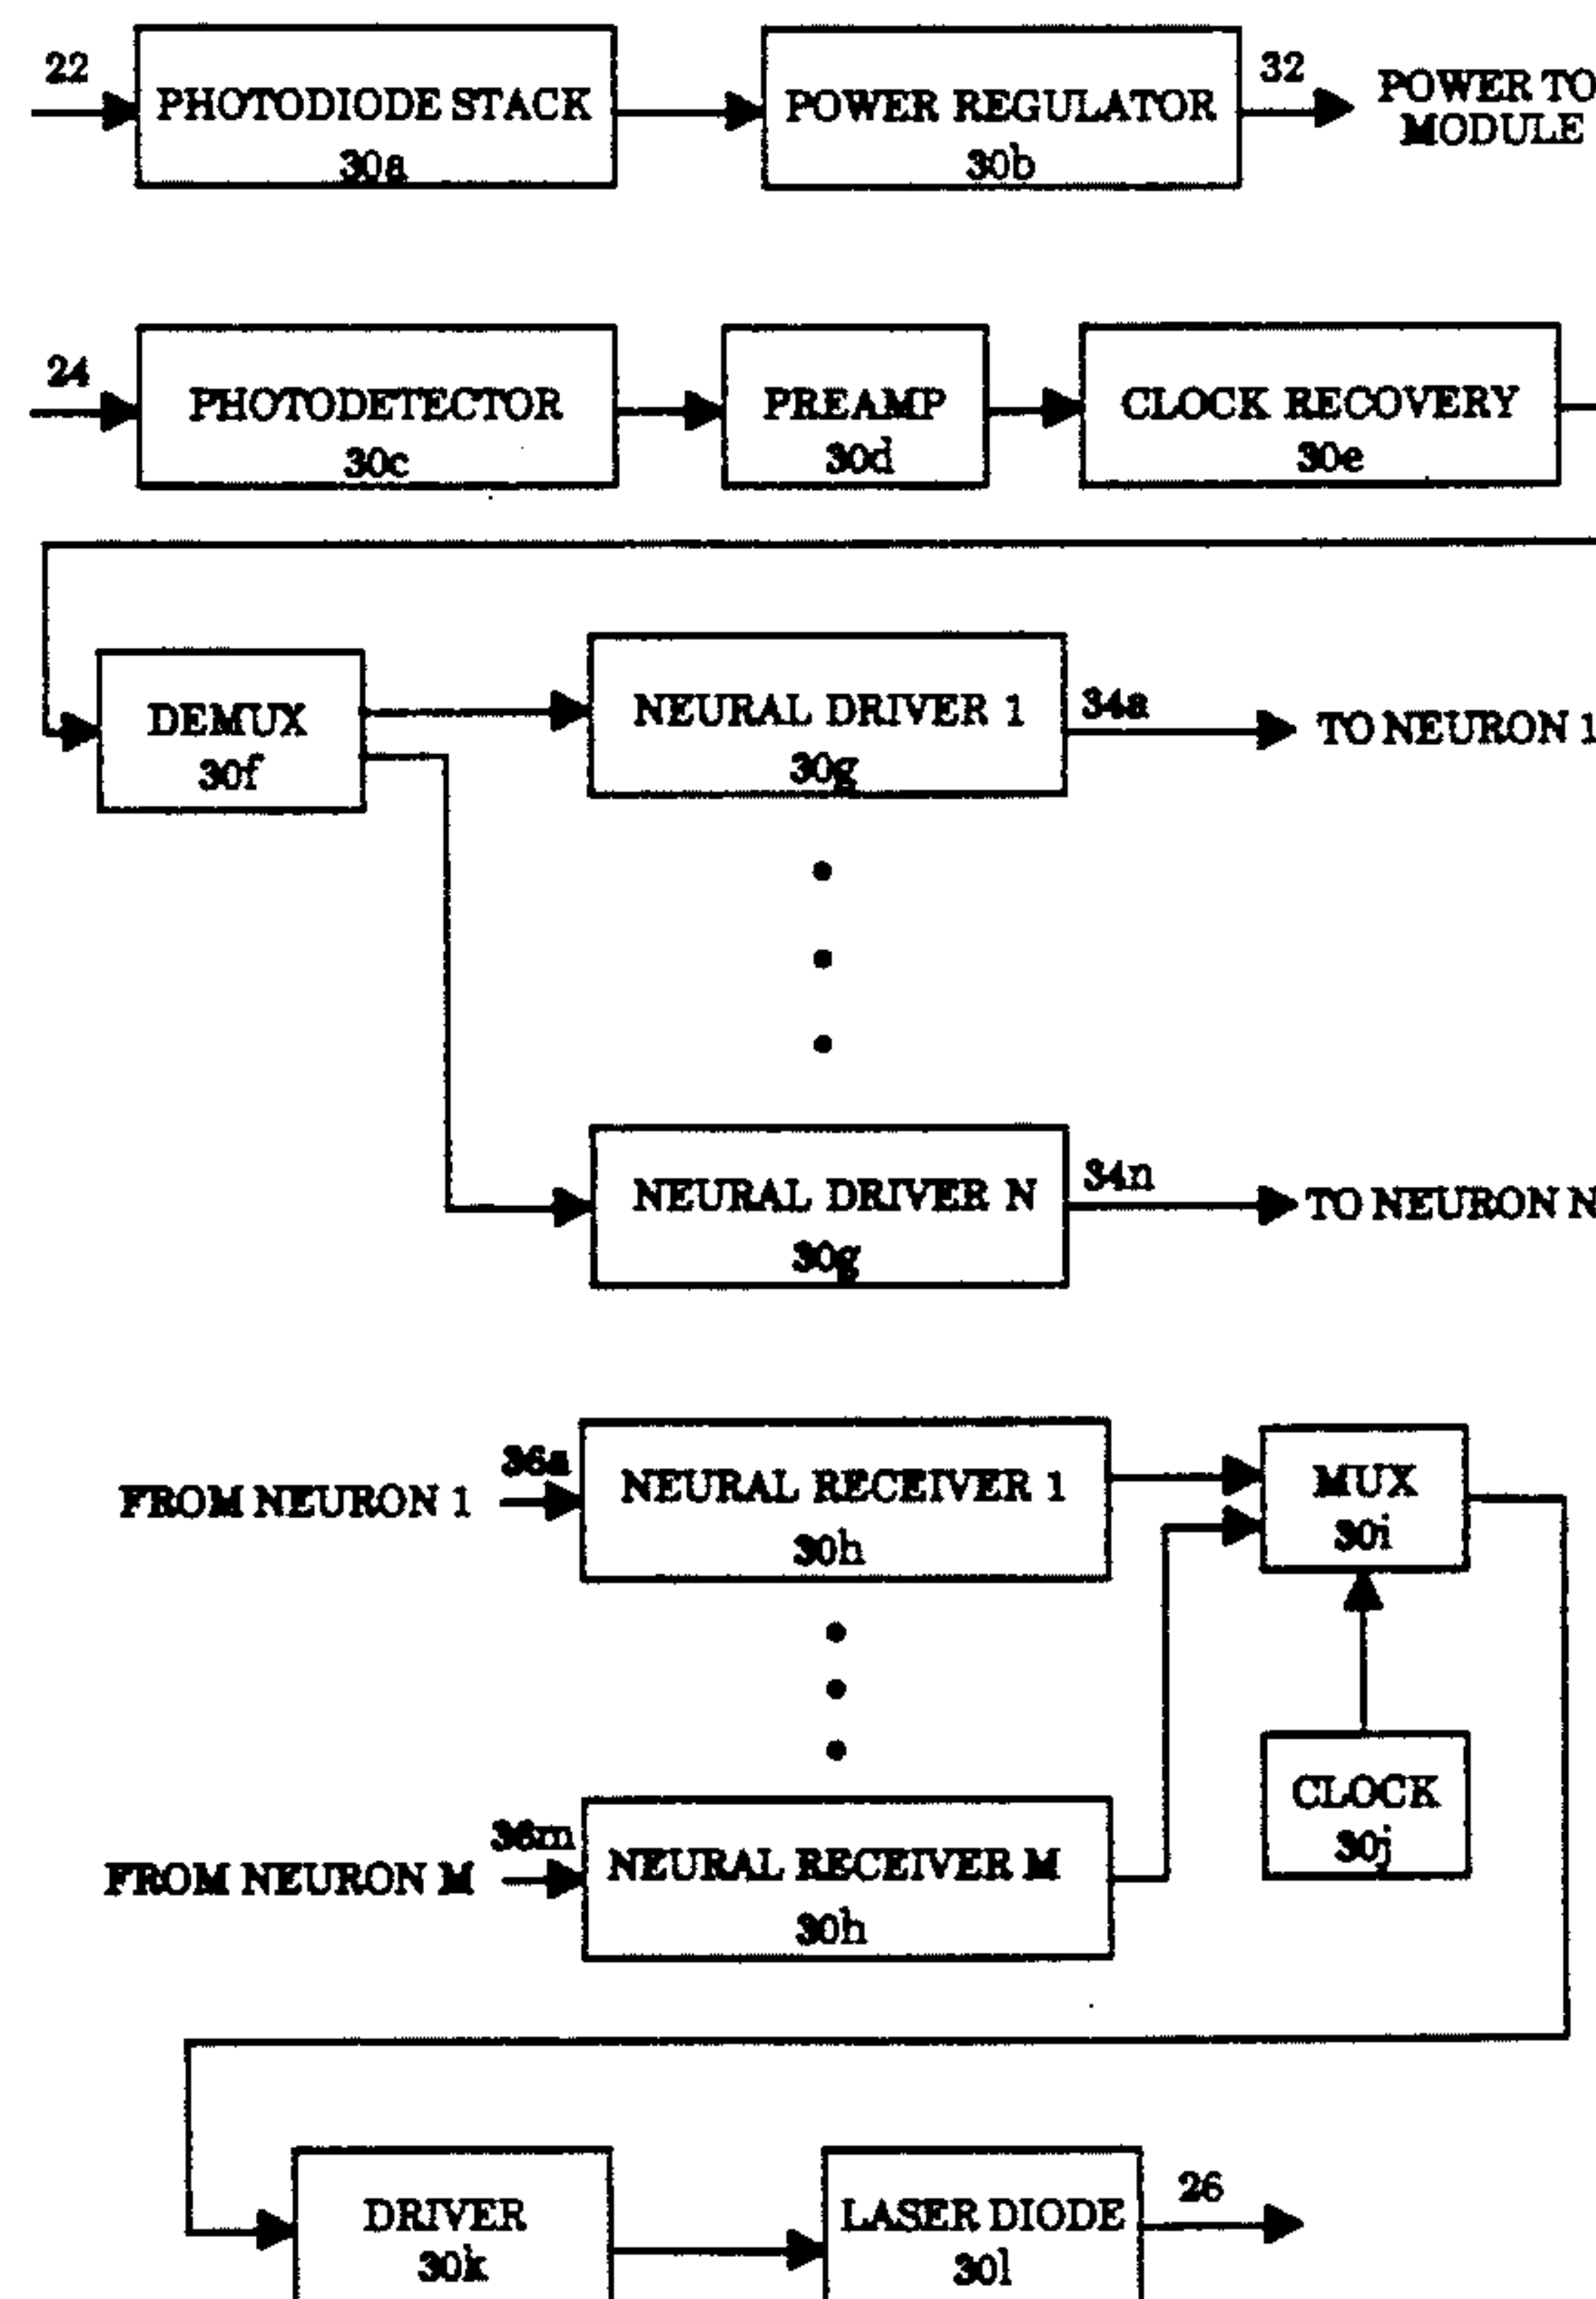 22
PHOTODIODE STACK
30a
POWER REGULATOR
30b
32
POWER TO
MODULE
24
PHOTODETECTOR
30c
PREAMP
30d
CLOCK RECOVERY
30e
DEMUX
30f
NEURAL DRIVER 1
30g
34a
TO NEURON 1
NEURAL DRIVER N
30g
34n
TO NEURON N
FROM NEURON 1
36a
NEURAL RECEIVER 1
30h
MUX
30i
CLOCK
30j
FROM NEURON M
36m
NEURAL RECEIVER M
30h
DRIVER
30k
LASER DIODE
30l
26